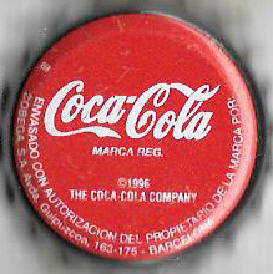 Coca-Cola
MARCA REG.
©1996
THE COCA-COLA COMPANY
ENVASADO CON AUTORIZACION DEL PROPIETARIO DE LA MARCA POR:
COBEGA, S.A. Avda. Guipuzcoa, 163-175 - BARCELONA